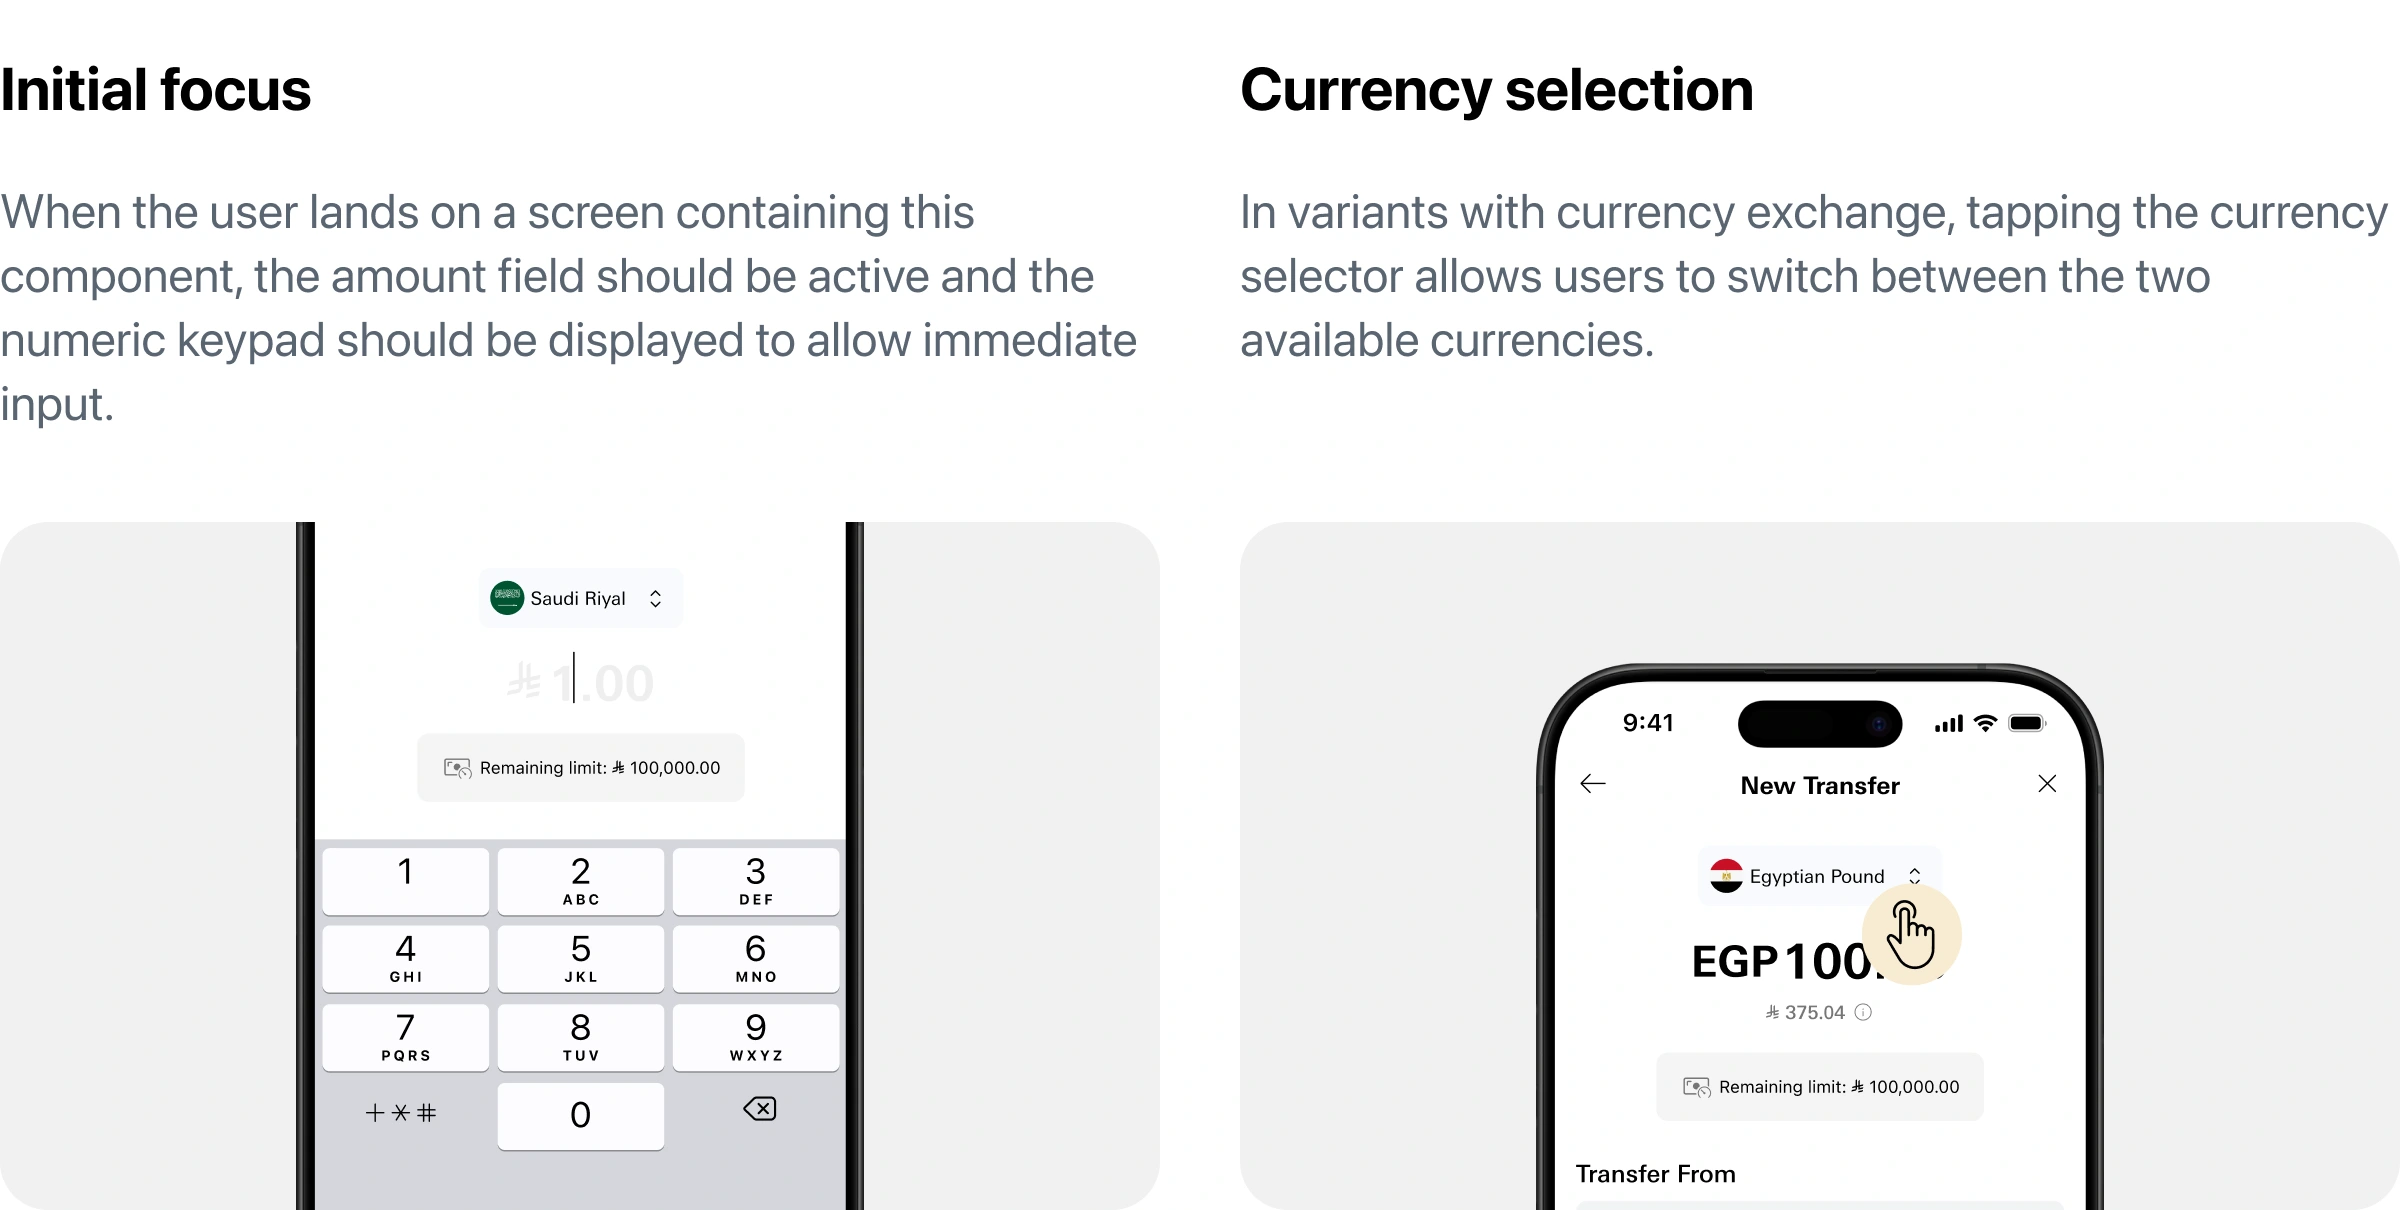 Initial focus
When the user lands on a screen containing this
component, the amount field should be active and the
numeric keypad should be displayed to allow immediate
input.
Saudi Riyal
⃁ 1.00
Remaining limit: ⃁ 100,000.00
1
2
ABC
3
DEF
4
GHI
5
JKL
6
MNO
7
PQRS
8
TUV
9
WXYZ
+*#
0
Currency selection
In variants with currency exchange, tapping the currency
selector allows users to switch between the two
available currencies.
9:41
New Transfer
Egyptian Pound
EGP 100
⃁ 375.04
Remaining limit: ⃁ 100,000.00
Transfer From